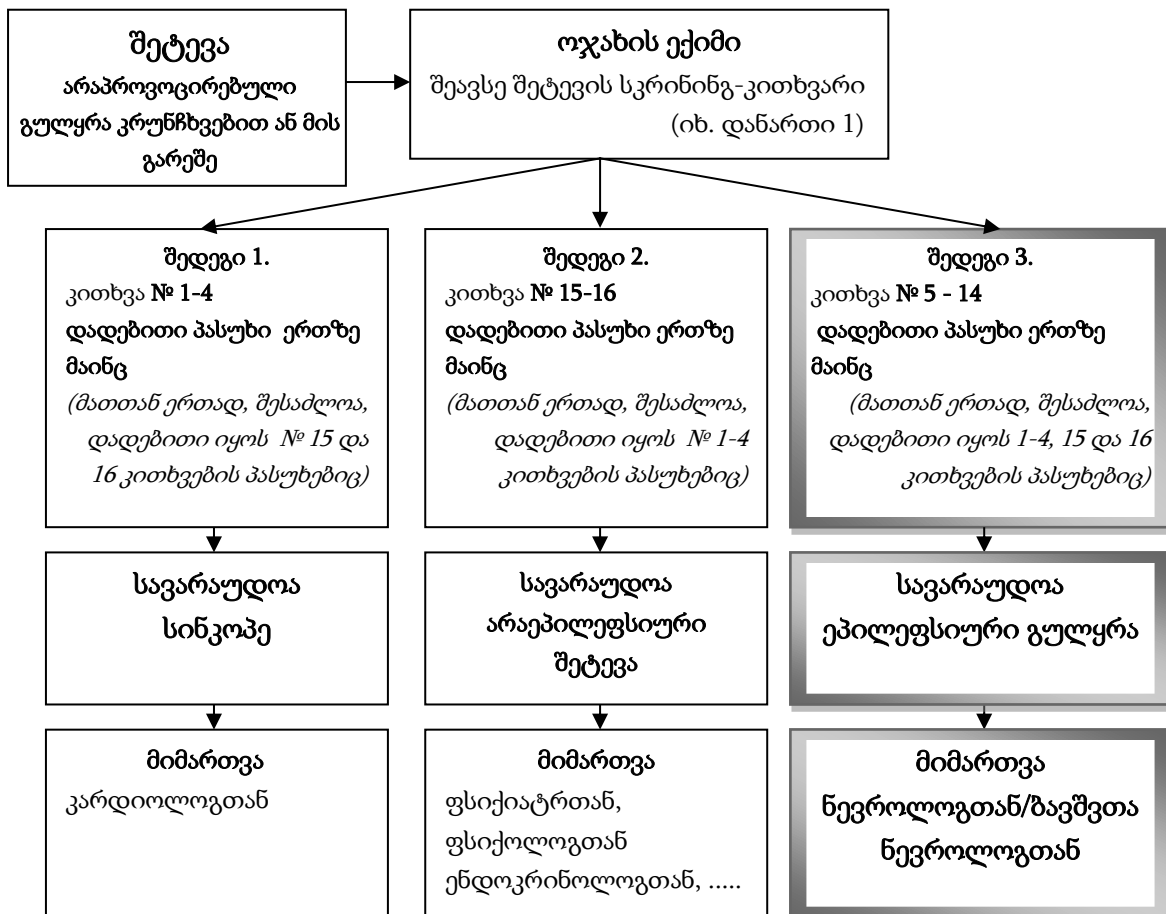 შეტევა
არაპროვოცირებული
გულყრა კრუნჩხვებით ან მის
გარეშე
ოჯახის ექიმი
შეავსე შეტევის სკრინინგ-კითხვარი
(იხ. დანართი 1)
შედეგი 1.
კითხვა № 1-4
დადებითი პასუხი ერთზე
მაინც
(მათთან ერთად, შესაძლოა,
დადებითი იყოს № 15 და
16 კითხვების პასუხებიც)
შედეგი 2.
კითხვა № 15-16
დადებითი პასუხი ერთზე
მაინც
(მათთან ერთად, შესაძლოა,
დადებითი იყოს № 1-4
კითხვების პასუხებიც)
შედეგი 3.
კითხვა № 5 - 14
დადებითი პასუხი ერთზე
მაინც
(მათთან ერთად, შესაძლოა,
დადებითი იყოს 1-4, 15 და 16
კითხვების პასუხებიც)
სავარაუდოა
სინკოპე
სავარაუდოა
არაეპილეფსიური
შეტევა
სავარაუდოა
ეპილეფსიური გულყრა
მიმართვა
კარდიოლოგთან
მიმართვა
ფსიქიატრთან,
ფსიქოლოგთან
ენდოკრინოლოგთან, .....
მიმართვა
ნევროლოგთან/ბავშვთა
ნევროლოგთან